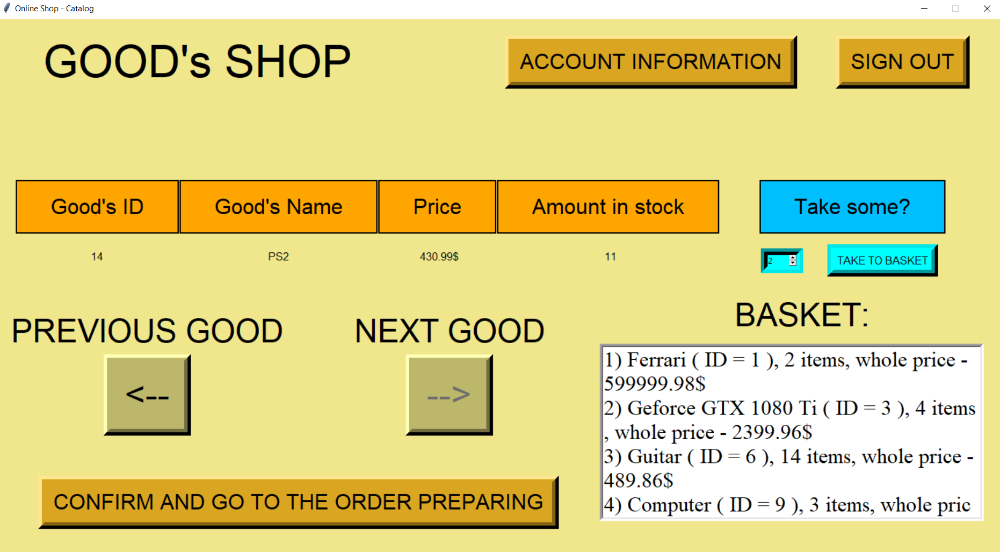 Online Shop - Catalog
GOOD's SHOP
ACCOUNT INFORMATION
SIGN OUT
Good's ID
Good's Name
Price
Amount in stock
Take some?
14
PS2
430.99$
11
2
TAKE TO BASKET
PREVIOUS GOOD
NEXT GOOD
<--
-->
BASKET:
1) Ferrari ( ID = 1 ), 2 items, whole price -
599999.98$
2) Geforce GTX 1080 Ti ( ID = 3 ), 4 items
, whole price - 2399.96$
3) Guitar ( ID = 6 ), 14 items, whole price -
489.86$
4) Computer ( ID = 9 ), 3 items, whole pric
CONFIRM AND GO TO THE ORDER PREPARING